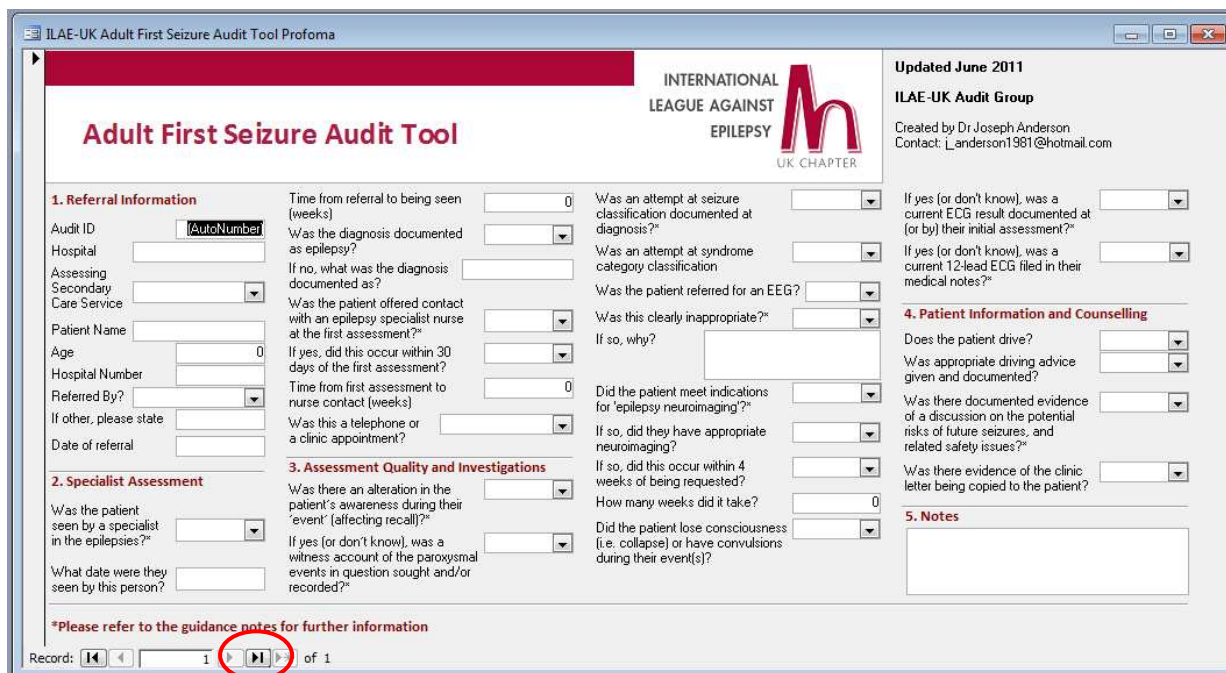 ILAE-UK Adult First Seizure Audit Tool Profoma
Adult First Seizure Audit Tool
INTERNATIONAL
LEAGUE AGAINST
EPILEPSY
UK CHAPTER
Updated June 2011
ILAE-UK Audit Group
Created by Dr Joseph Anderson
Contact: j_anderson1981@hotmail.com
1. Referral Information
Audit ID
(AutoNumber)
Hospital
Assessing
Secondary
Care Service
Patient Name
Age
0
Hospital Number
Referred By?
If other, please state
Date of referral
2. Specialist Assessment
Was the patient
seen by a specialist
in the epilepsies?*
What date were they
seen by this person?
Time from referral to being seen
(weeks)
0
Was the diagnosis documented
as epilepsy?
If no, what was the diagnosis
documented as?
Was the patient offered contact
with an epilepsy specialist nurse
at the first assessment?*
If yes, did this occur within 30
days of the first assessment?
Time from first assessment to
nurse contact (weeks)
0
Was this a telephone or
a clinic appointment?
3. Assessment Quality and Investigations
Was there an alteration in the
patient's awareness during their
'event' (affecting recall)?*
If yes (or don't know), was a
witness account of the paroxysmal
events in question sought and/or
recorded?*
Was an attempt at seizure
classification documented at
diagnosis?*
Was an attempt at syndrome
category classification
Was the patient referred for an EEG?
Was this clearly inappropriate?*
If so, why?
Did the patient meet indications
for 'epilepsy neuroimaging'?*
If so, did they have appropriate
neuroimaging?
If so, did this occur within 4
weeks of being requested?
How many weeks did it take?
0
Did the patient lose consciousness
(i.e. collapse) or have convulsions
during their event(s)?
If yes (or don't know), was a
current ECG result documented at
(or by) their initial assessment?*
If yes (or don't know), was a
current 12-lead ECG filed in their
medical notes?*
4. Patient Information and Counselling
Does the patient drive?
Was appropriate driving advice
given and documented?
Was there documented evidence
of a discussion on the potential
risks of future seizures, and
related safety issues?*
Was there evidence of the clinic
letter being copied to the patient?
5. Notes
*Please refer to the guidance notes for further information
Record: 1 of 1